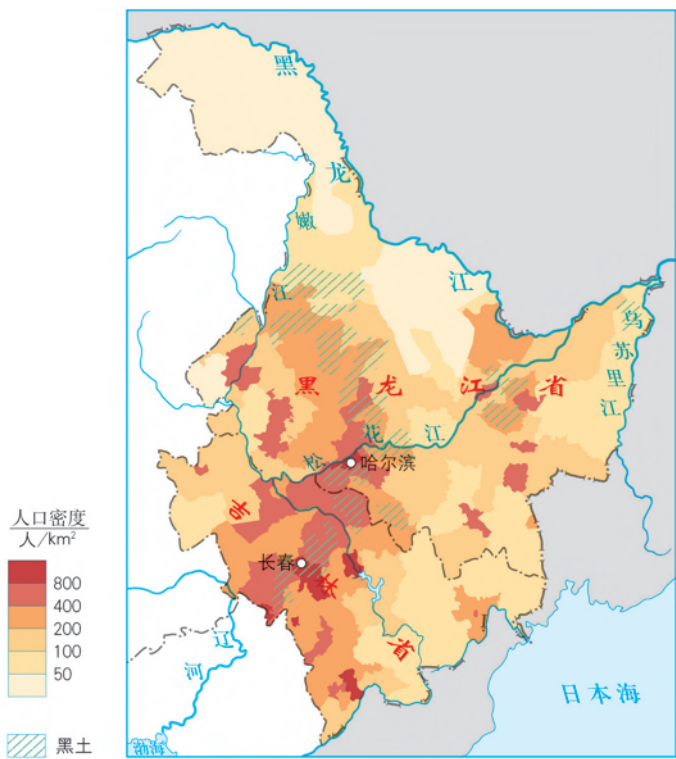 黑龙江
嫩江
乌苏里江
黑龙江省
松花江
哈尔滨
吉林省
长春
辽河
渤海
日本海
人口密度
人/km²
800
400
200
100
50
黑土